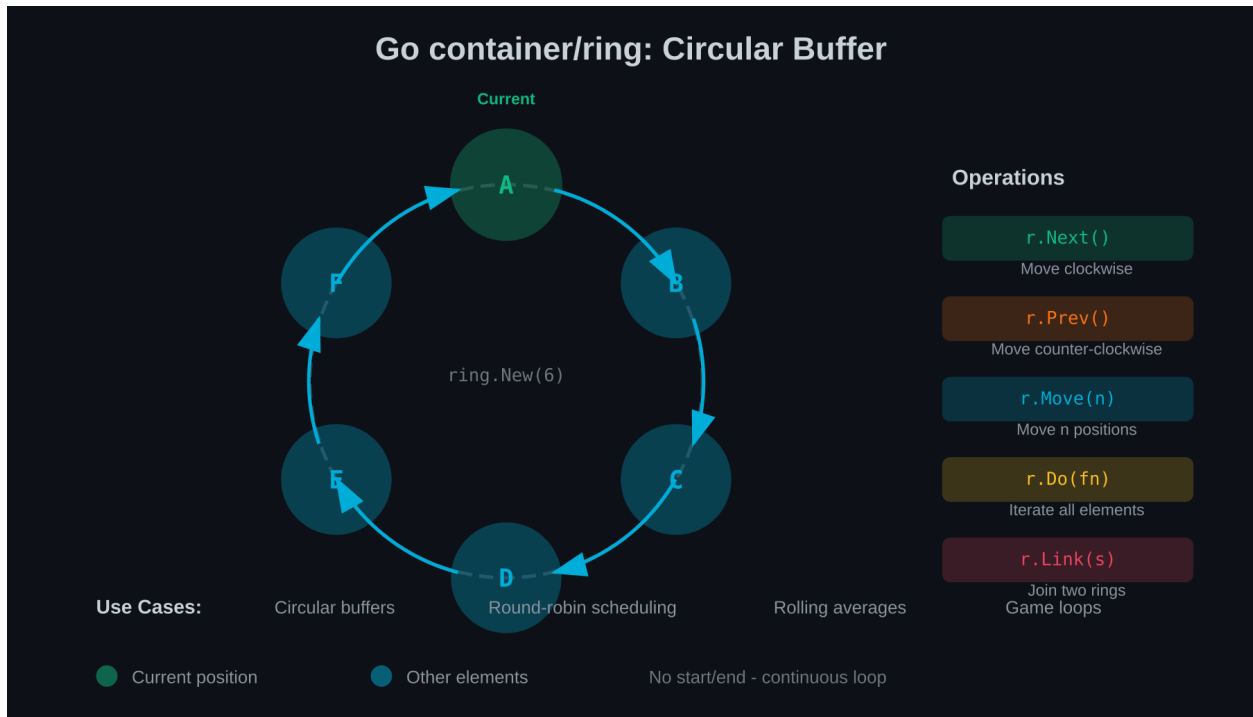 Go container/ring: Circular Buffer
Current
A
B
C
D
E
F
ring.New(6)
Operations
r.Next()
Move clockwise
r.Prev()
Move counter-clockwise
r.Move(n)
Move n positions
r.Do(fn)
Iterate all elements
r.Link(s)
Join two rings
Use Cases: Circular buffers Round-robin scheduling Rolling averages Game loops
Current position Other elements No start/end - continuous loop